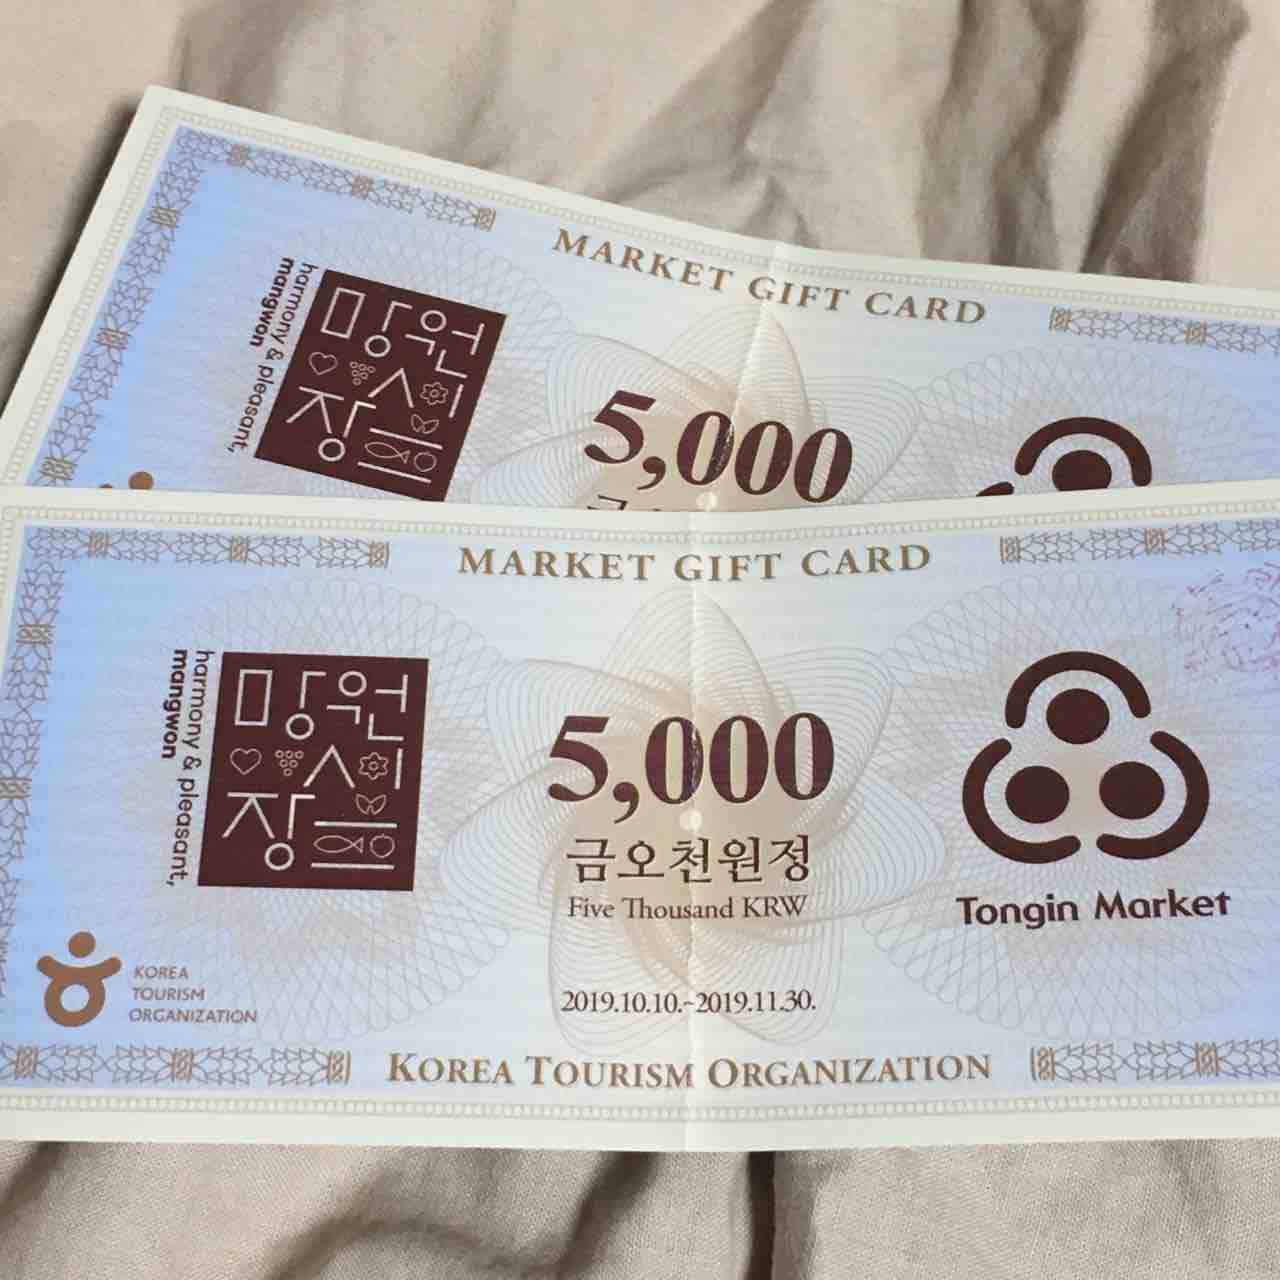 MARKET GIFT CARD
harmony & pleasant,
mangwon
망원시장
5,000
MARKET GIFT CARD
harmony & pleasant,
mangwon
망원시장
5,000
금오천원정
Five Thousand KRW
Tongin Market
KOREA
TOURISM
ORGANIZATION
2019.10.10.~2019.11.30.
KOREA TOURISM ORGANIZATION